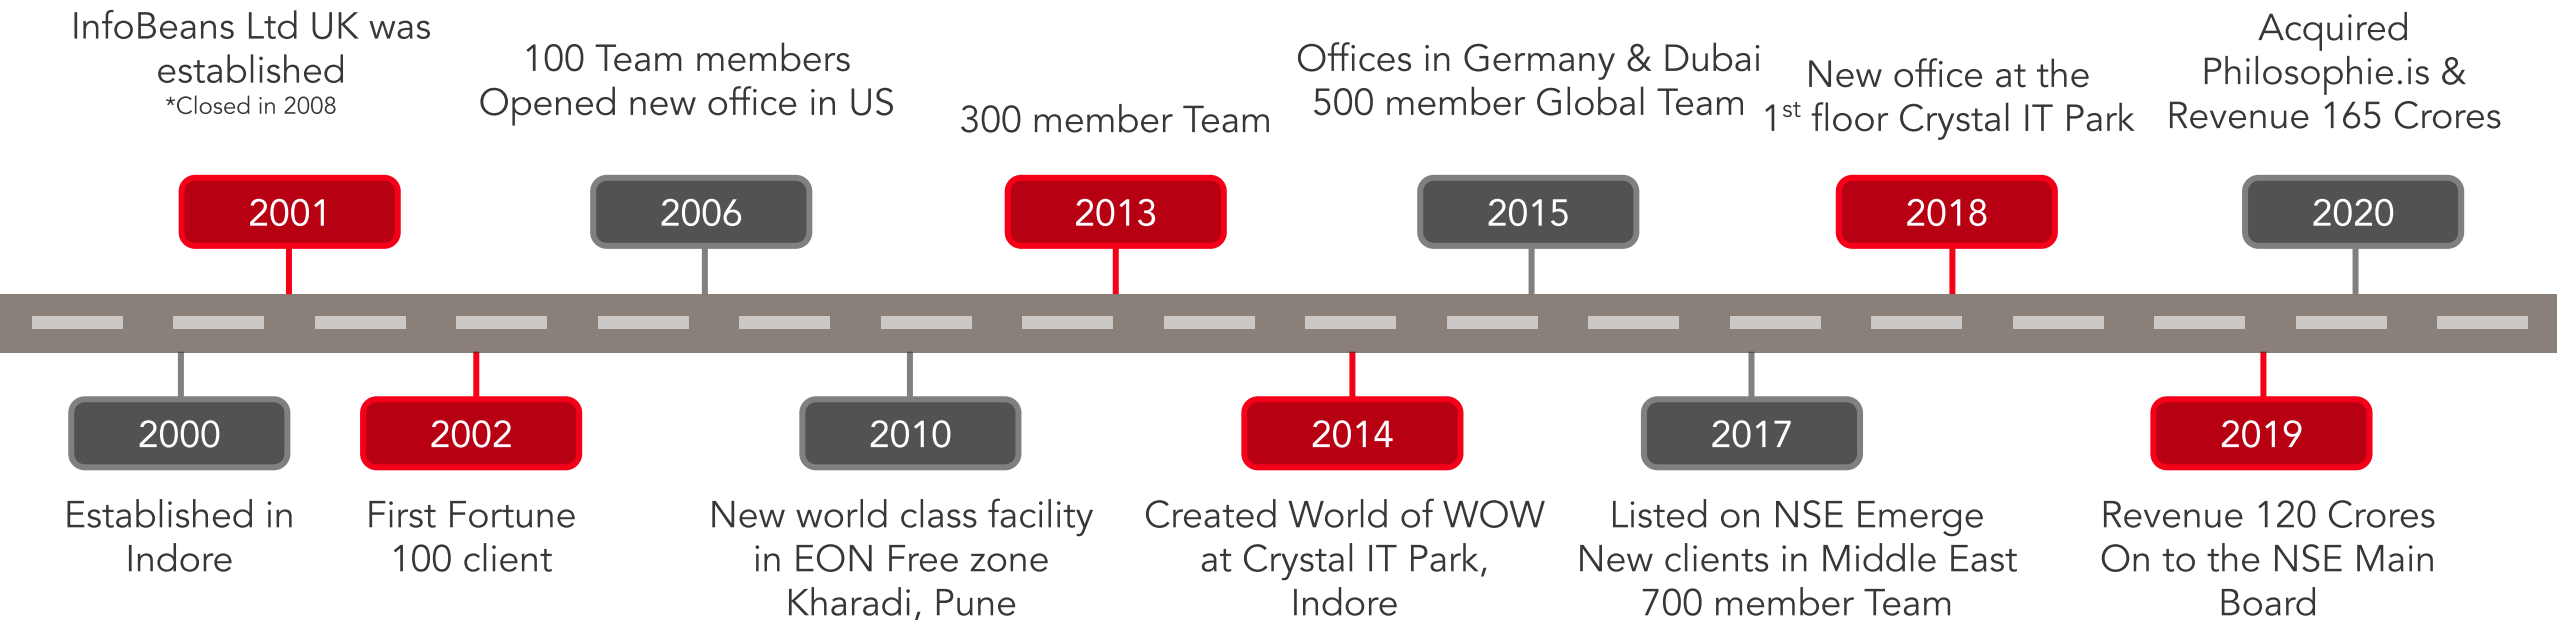 InfoBeans Ltd UK was
established
*Closed in 2008
2001
100 Team members
Opened new office in US
2006
300 member Team
2013
Offices in Germany & Dubai
500 member Global Team
2015
New office at the
1st floor Crystal IT Park
2018
Acquired
Philosophie.is &
Revenue 165 Crores
2020
2000
Established in
Indore
2002
First Fortune
100 client
2010
New world class facility
in EON Free zone
Kharadi, Pune
2014
Created World of WOW
at Crystal IT Park,
Indore
2017
Listed on NSE Emerge
New clients in Middle East
700 member Team
2019
Revenue 120 Crores
On to the NSE Main
Board